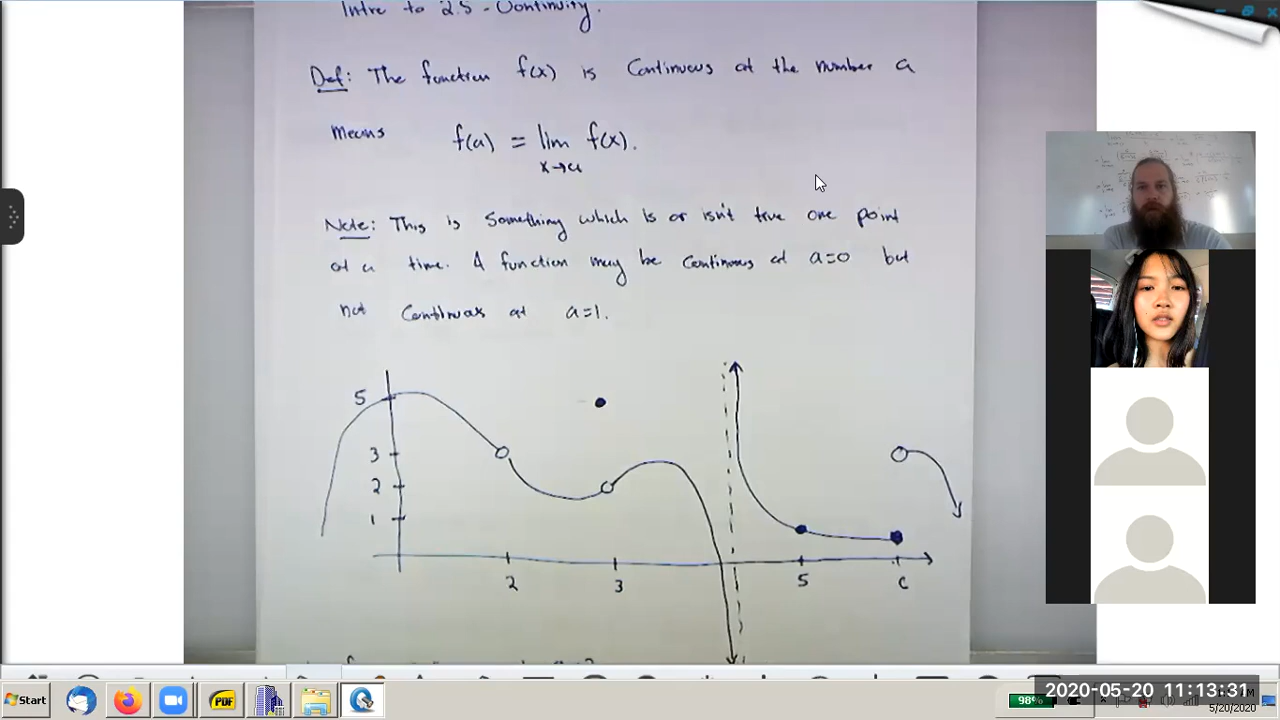 Intro to 2.5 - Continuity.
Def: The function f(x) is Continuous at the number a
means f(a) = lim f(x).
x→a
Note: This is something which is or isn't true one point
at a time. A function may be continuous at a=0 but
not Continuous at a=1.
5
3
2
1
2 3 5 c
Start
PDF
98%
2020-05-20 11:13:31
5/20/2020